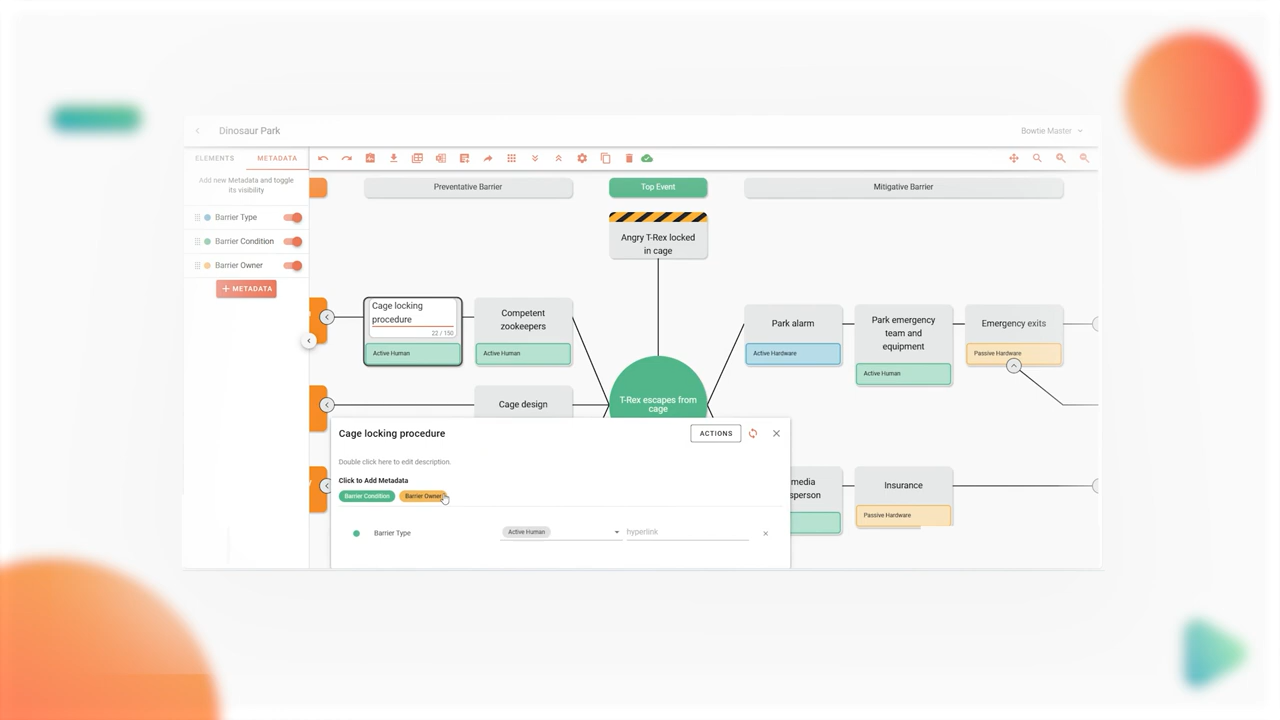 Dinosaur Park
Bowtie Master
ELEMENTS
METADATA
Add new Metadata and toggle
its visibility
Barrier Type
Barrier Condition
Barrier Owner
+ METADATA
Preventative Barrier
Top Event
Mitigative Barrier
Angry T-Rex locked
in cage
Cage locking
procedure
22 / 150
Active Human
Competent
zookeepers
Active Human
Park alarm
Active Hardware
Park emergency
team and
equipment
Active Human
Emergency exits
Passive Hardware
Cage design
T-Rex escapes from
cage
media
Insurance
Passive Hardware
Cage locking procedure
ACTIONS
Double click here to edit description.
Click to Add Metadata
Barrier Condition
Barrier Owner
Barrier Type
Active Human
hyperlink